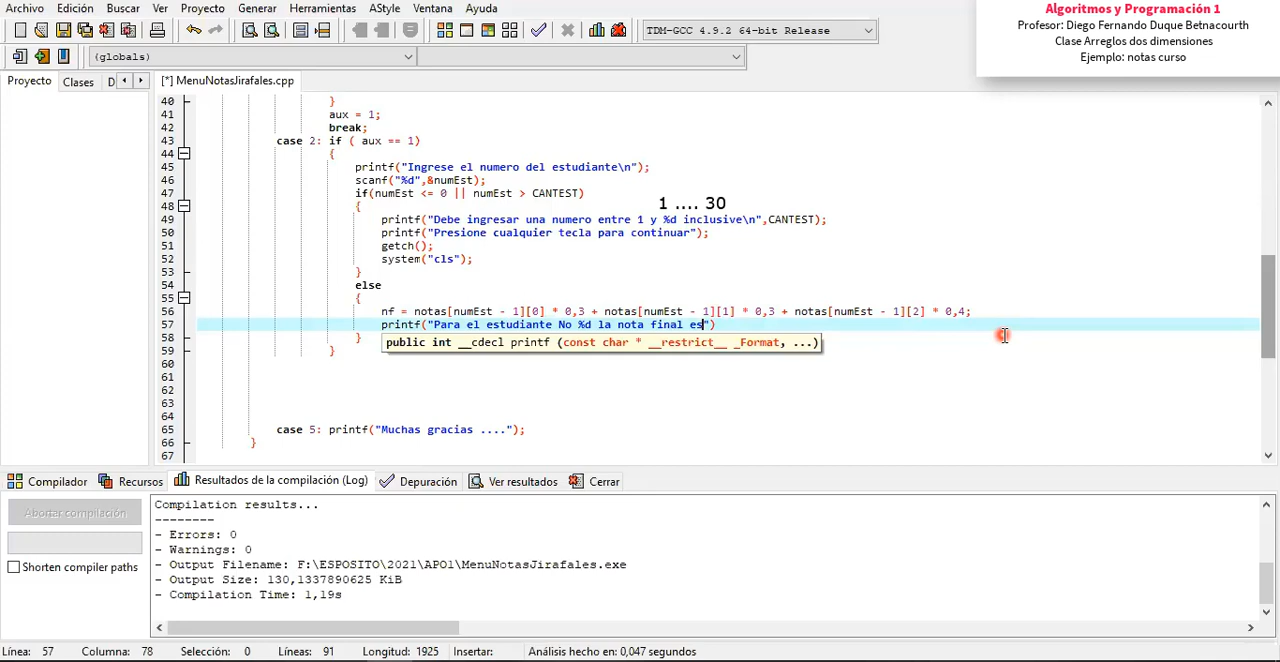 Archivo Edición Buscar Ver Proyecto Generar Herramientas AStyle Ventana Ayuda
Algoritmos y Programación 1
Profesor: Diego Fernando Duque Betnacourth
Clase Arreglos dos dimensiones
Ejemplo: notas curso
TDM-GCC 4.9.2 64-bit Release
(globals)
Proyecto Clases D
[*] MenuNotasJirafales.cpp
40 }
41 aux = 1;
42 break;
43 case 2: if ( aux == 1)
44 {
45 printf("Ingrese el numero del estudiante\n");
46 scanf("%d",&numEst);
47 if(numEst <= 0 || numEst > CANTEST)
1 .... 30
48 {
49 printf("Debe ingresar una numero entre 1 y %d inclusive\n",CANTEST);
50 printf("Presione cualquier tecla para continuar");
51 getch();
52 system("cls");
53 }
54 else
55 {
56 nf = notas[numEst - 1][0] * 0,3 + notas[numEst - 1][1] * 0,3 + notas[numEst - 1][2] * 0,4;
57 printf("Para el estudiante No %d la nota final es")
58 }
public int __cdecl printf (const char * __restrict__ _Format, ...)
59 }
60
61
62
63
64
65 case 5: printf("Muchas gracias ....");
66 }
67
Compilador Recursos Resultados de la compilación (Log) Depuración Ver resultados Cerrar
Abortar compilación
Shorten compiler paths
Compilation results...
--------
- Errors: 0
- Warnings: 0
- Output Filename: F:\ESPOSITO\2021\APO1\MenuNotasJirafales.exe
- Output Size: 130,1337890625 KiB
- Compilation Time: 1,19s
Línea: 57 Columna: 78 Selección: 0 Líneas: 91 Longitud: 1925 Insertar: Análisis hecho en: 0,047 segundos